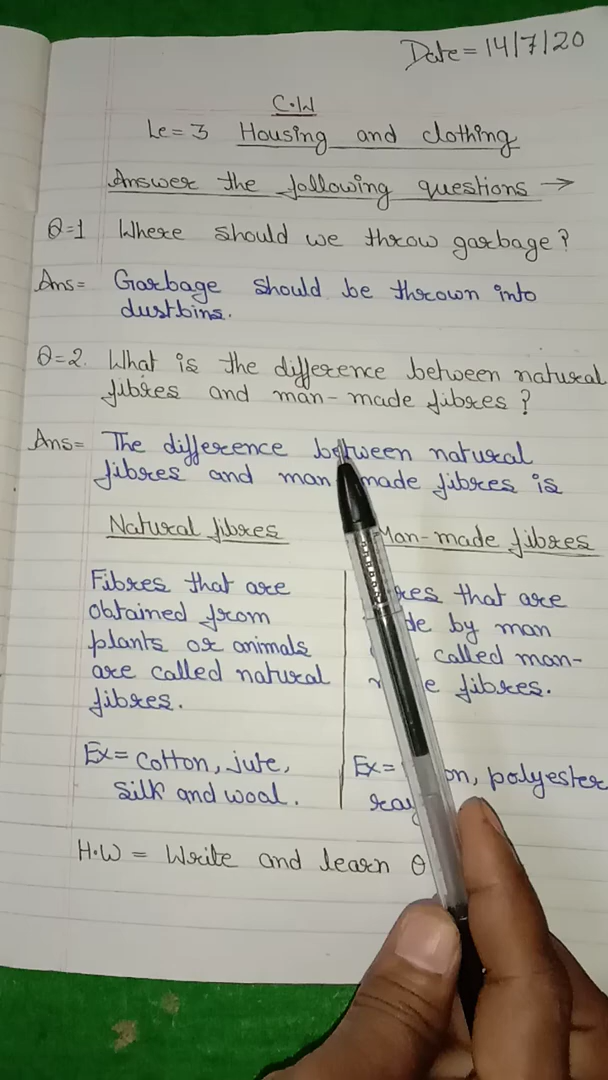 Date = 14/7/20
C.W
Le = 3 Housing and clothing
Answer the following questions →
Q=1 Where should we throw garbage?
Ans= Garbage should be thrown into
dustbins.
Q=2. What is the difference between natural
fibres and man-made fibres?
Ans= The difference between natural
fibres and man made fibres is
Natural fibres
Man-made fibres
Fibres that are
obtained from
plants or animals
are called natural
fibres.
that are
by man
called man-
fibres.
Ex= Cotton, jute,
Silk and woal.
Ex= polyester
H.W = Write and learn Q